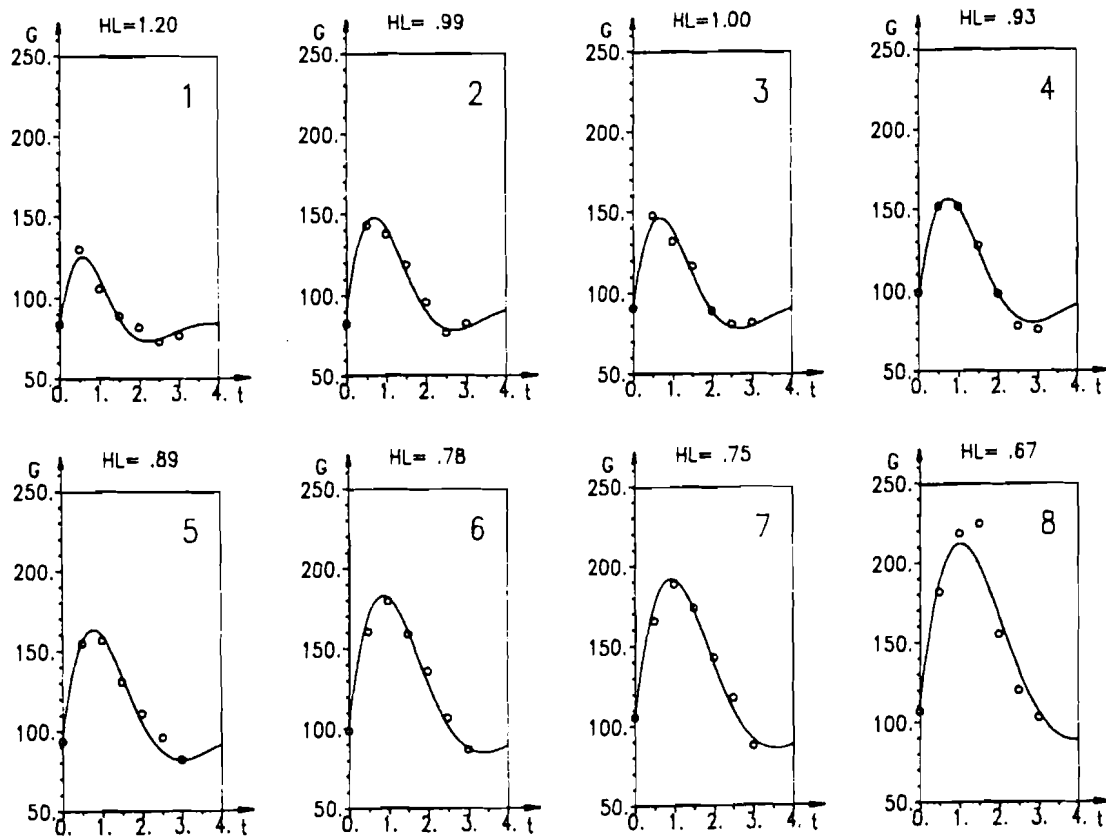 HL=1.20
G
250.
200.
150.
100.
50.
0. 1. 2. 3. 4. t
1
HL= .99
G
250.
200.
150.
100.
50.
0. 1. 2. 3. 4. t
2
HL=1.00
G
250.
200.
150.
100.
50.
0. 1. 2. 3. 4. t
3
HL= .93
G
250.
200.
150.
100.
50.
0. 1. 2. 3. 4. t
4
HL= .89
G
250.
200.
150.
100.
50.
0. 1. 2. 3. 4. t
5
HL= .78
G
250.
200.
150.
100.
50.
0. 1. 2. 3. 4. t
6
HL= .75
G
250.
200.
150.
100.
50.
0. 1. 2. 3. 4. t
7
HL= .67
G
250.
200.
150.
100.
50.
0. 1. 2. 3. 4. t
8